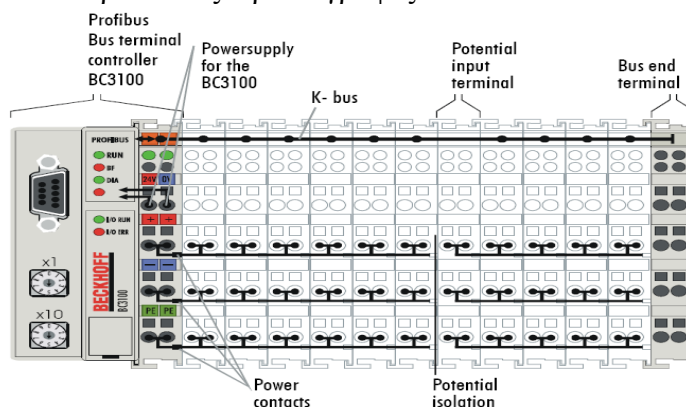 Profibus
Bus terminal
controller
BC3100
Powersupply
for the
BC3100
Potential
input
terminal
Bus end
terminal
K- bus
PROFIBUS
RUN
BF
DIA
24V 0V
+ +
I/O RUN
I/O ERR
x1
BECKHOFF
BC3100
— —
x10
PE PE
Power
contacts
Potential
isolation